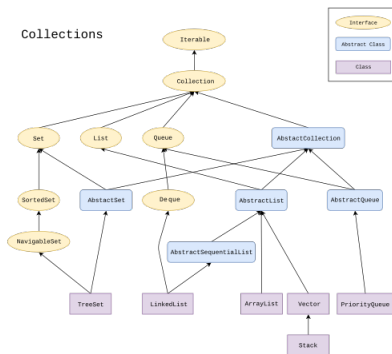 Collections
Interface
Abstract Class
Class
Iterable
Collection
Set
List
Queue
AbstactCollection
SortedSet
AbstactSet
Deque
AbstractList
AbstractQueue
NavigableSet
AbstractSequentialList
TreeSet
LinkedList
ArrayList
Vector
PriorityQueue
Stack